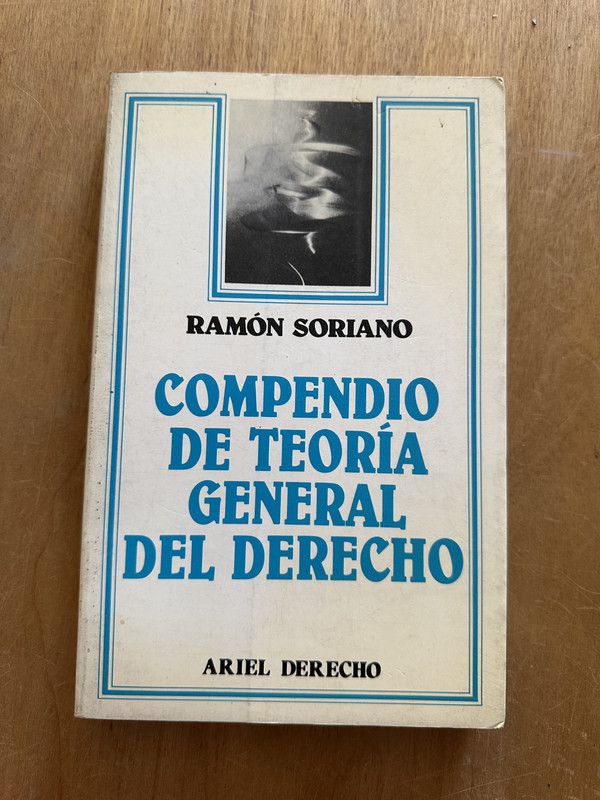 RAMÓN SORIANO
COMPENDIO
DE TEORÍA
GENERAL
DEL DERECHO
ARIEL DERECHO